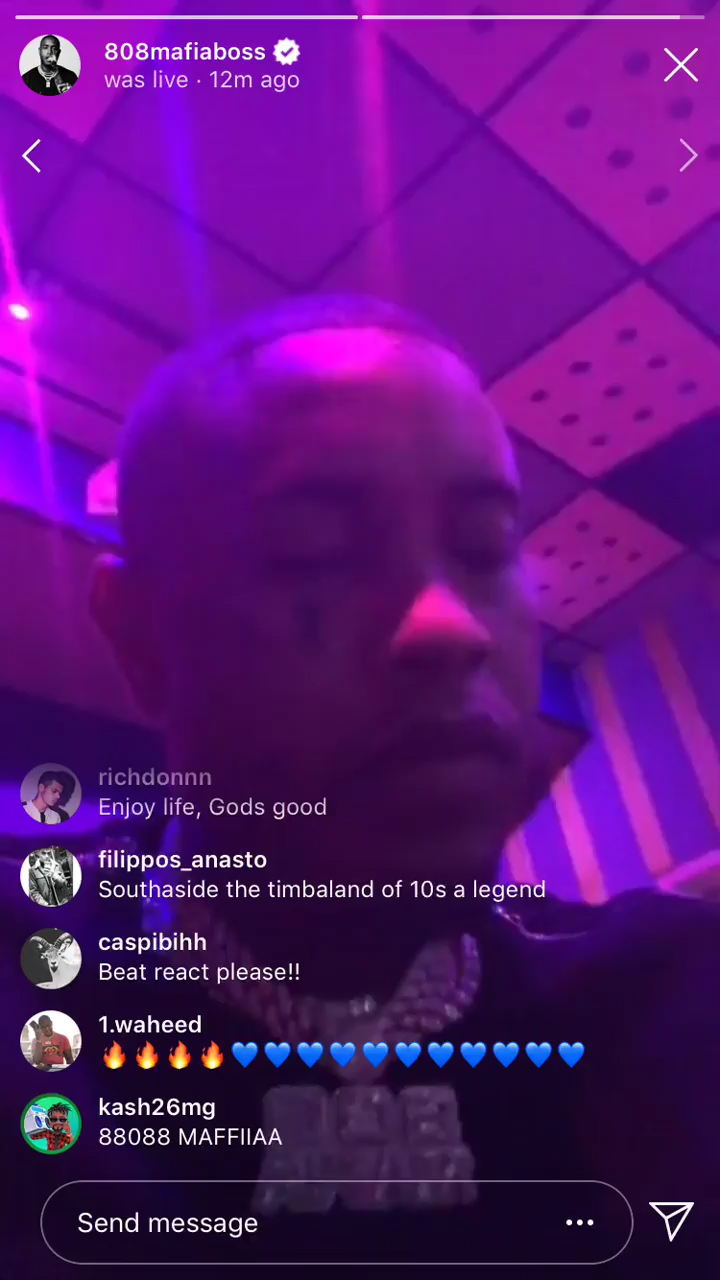 808mafiaboss
was live · 12m ago
richdonnn
Enjoy life, Gods good
filippos_anasto
Southaside the timbaland of 10s a legend
caspibihh
Beat react please!!
1.waheed
🔥🔥🔥🔥💙💙💙💙💙💙💙💙💙💙💙
kash26mg
88088 MAFFIIAA
Send message